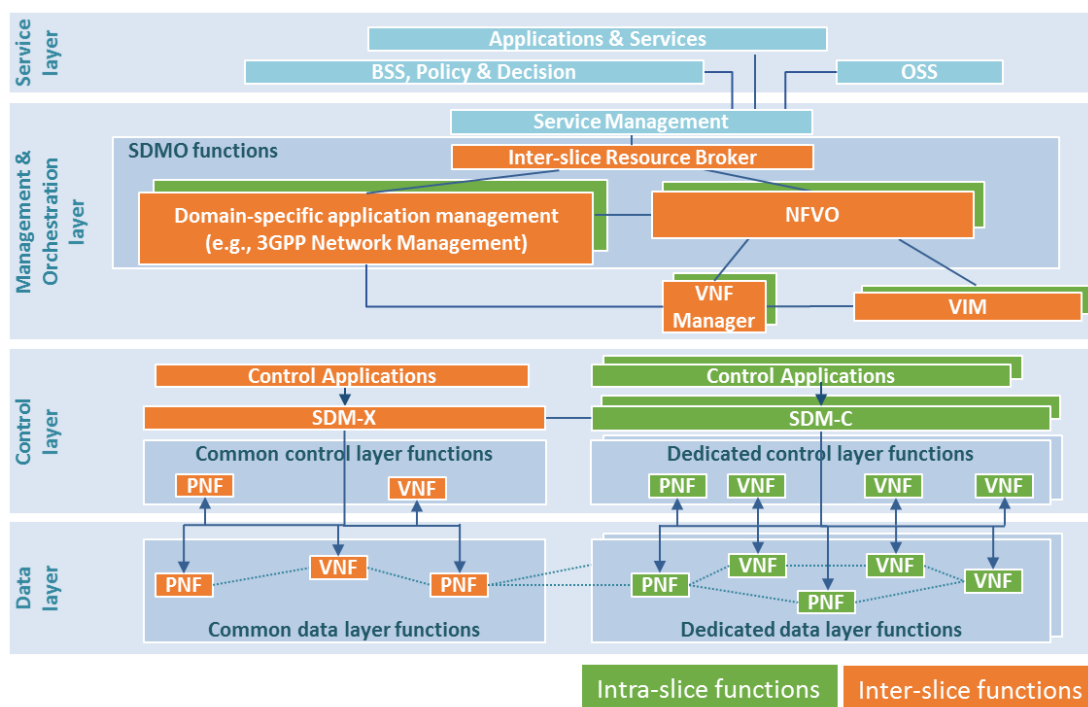 Service
layer
Applications & Services
BSS, Policy & Decision
OSS
Management &
Orchestration
layer
Service Management
SDMO functions
Inter-slice Resource Broker
Domain-specific application management
(e.g., 3GPP Network Management)
NFVO
VNF
Manager
VIM
Control
layer
Control Applications
Control Applications
SDM-X
SDM-C
Common control layer functions
Dedicated control layer functions
PNF
VNF
PNF
VNF
VNF
VNF
Data
layer
PNF
VNF
PNF
PNF
VNF
PNF
VNF
VNF
Common data layer functions
Dedicated data layer functions
Intra-slice functions
Inter-slice functions